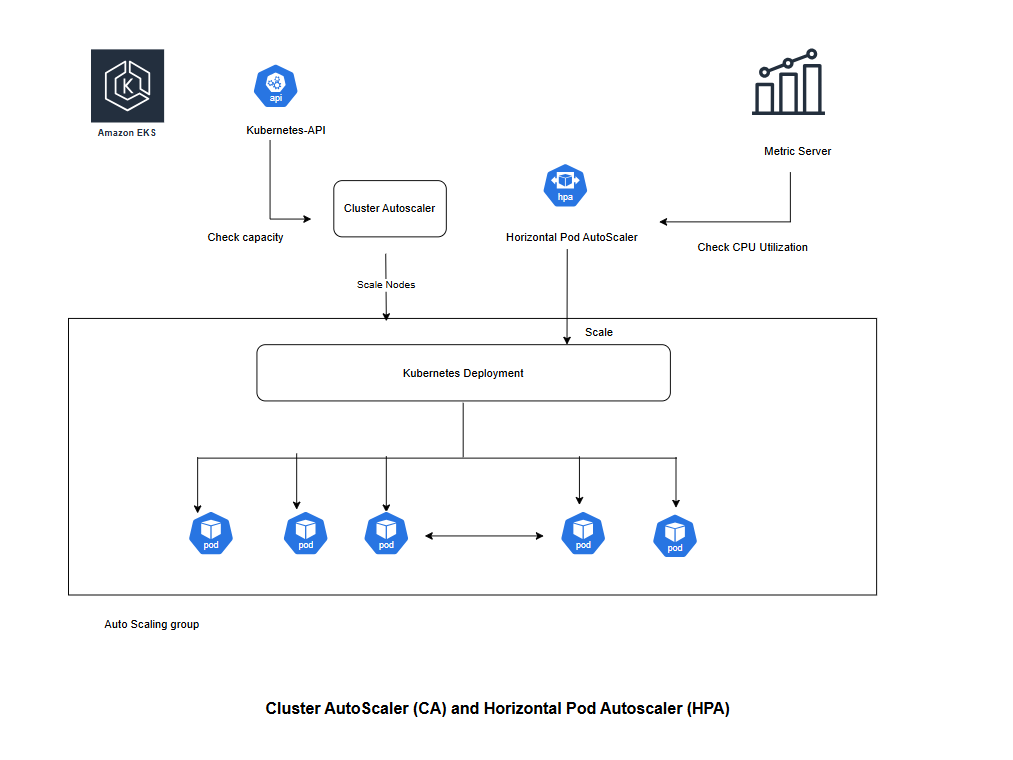 Amazon EKS
api
Kubernetes-API
Metric Server
Cluster Autoscaler
hpa
Check capacity
Horizontal Pod AutoScaler
Check CPU Utilization
Scale Nodes
Scale
Kubernetes Deployment
pod
pod
pod
pod
pod
Auto Scaling group
Cluster AutoScaler (CA) and Horizontal Pod Autoscaler (HPA)